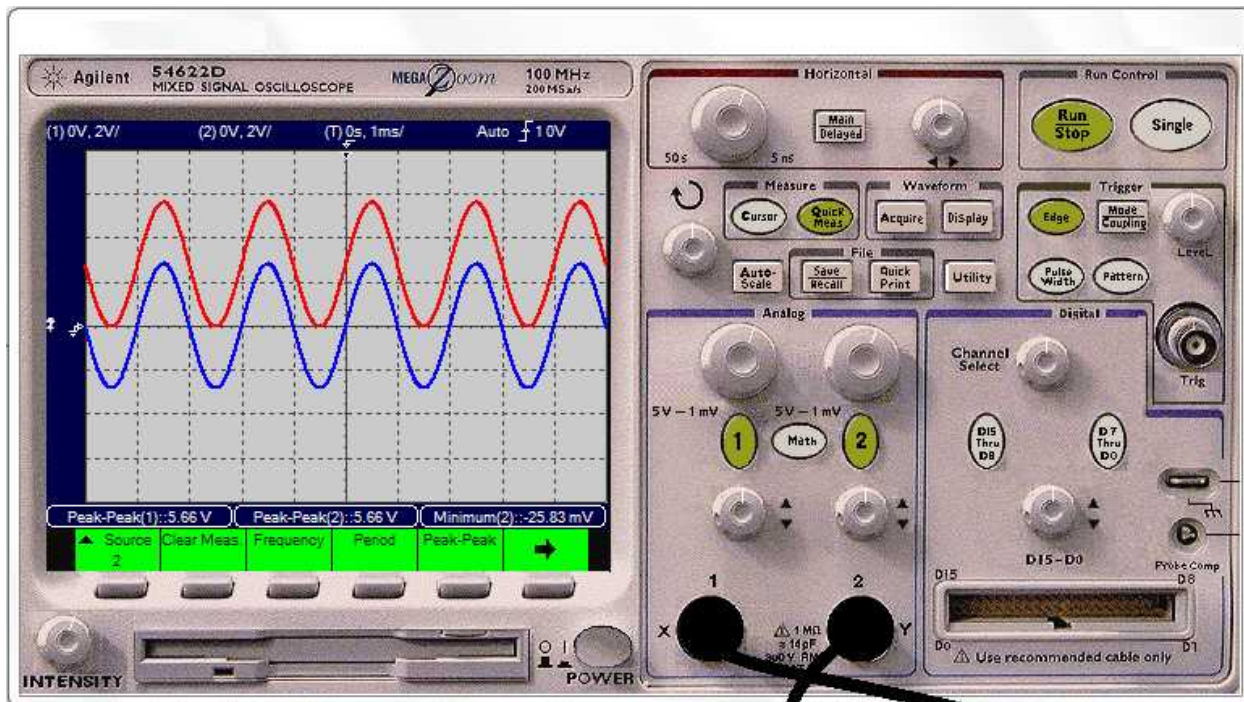 Agilent
54622D
MIXED SIGNAL OSCILLOSCOPE
MEGA Zoom
100 MHz
200 MSa/s
(1) 0V, 2V/ (2) 0V, 2V/ (T) 0s, 1ms/ Auto 1.0V
Peak-Peak(1)::5.66 V Peak-Peak(2)::5.66 V Minimum(2)::-25.83 mV
Source Clear Meas. Frequency Period Peak-Peak
2
INTENSITY
POWER
Horizontal
50 s 5 ns
Main
Delayed
Run Control
Run
Stop
Single
Measure
Cursor
Quick
Meas
Waveform
Acquire
Display
Trigger
Edge
Mode
Coupling
Level
Pulse
Width
Pattern
Trig
Auto-
Scale
File
Save
Recall
Quick
Print
Utility
Analog
5 V – 1 mV 5 V – 1 mV
1
Math
2
1 2
X Y
1 MΩ
Digital
Channel
Select
D15
Thru
D8
D7
Thru
D0
D15-D0
Probe Comp
D15 D8
D0 D1
Use recommended cable only